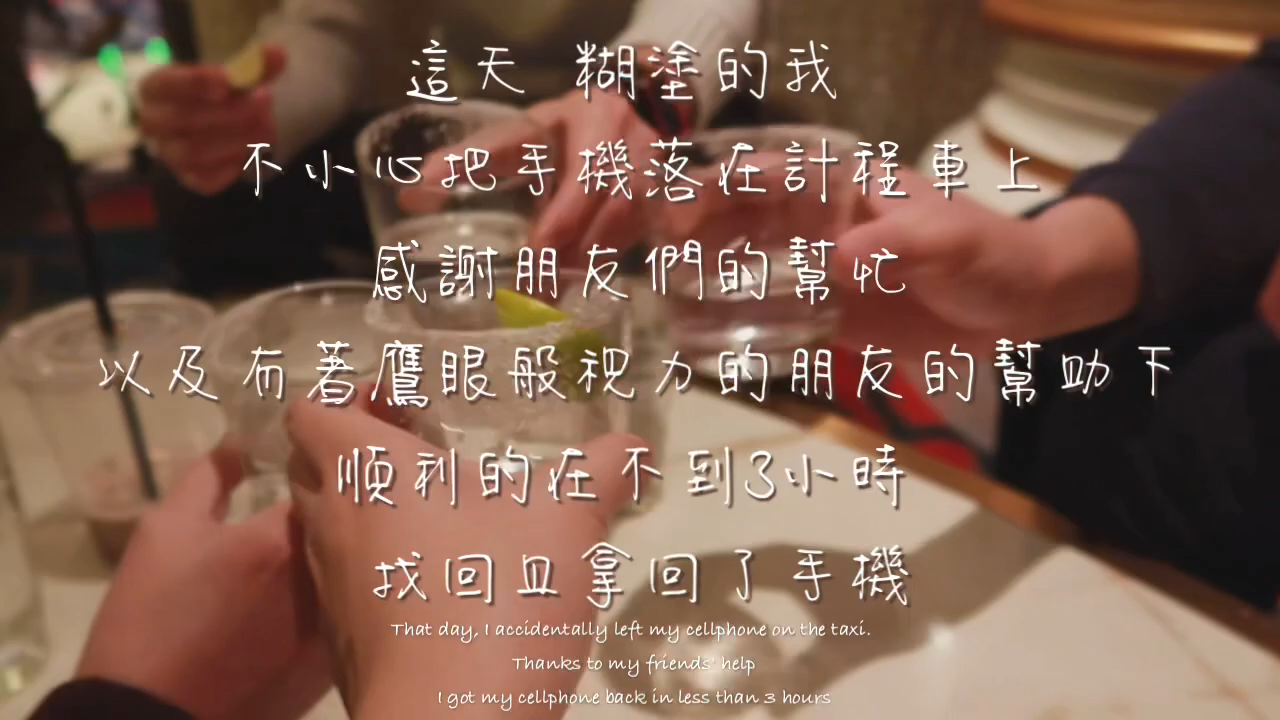 這天 糊塗的我
不小心把手機落在計程車上
感謝朋友們的幫忙
以及有著鷹眼般視力的朋友的幫助下
順利的在不到3小時
找回且拿回了手機
That day, I accidentally left my cellphone on the taxi.
Thanks to my friends' help
I got my cellphone back in less than 3 hours